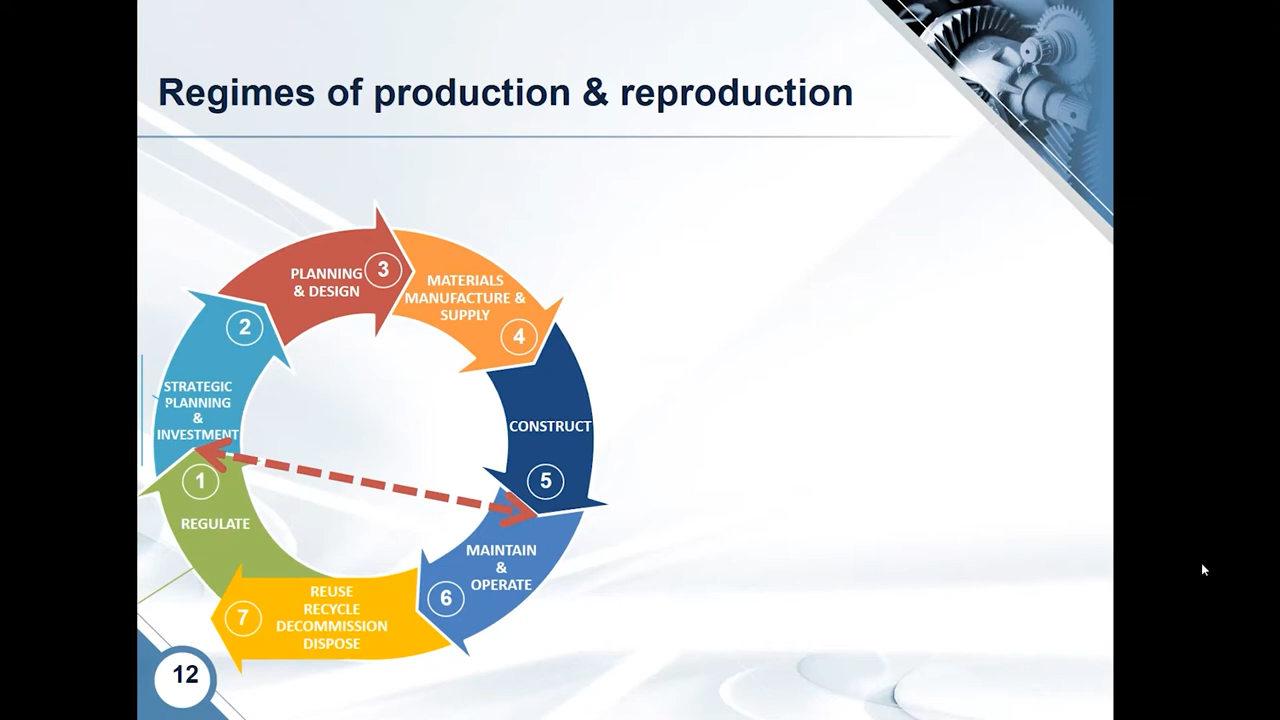 Regimes of production & reproduction
1
REGULATE
2
STRATEGIC
PLANNING
&
INVESTMENT
3
PLANNING
& DESIGN
MATERIALS
MANUFACTURE &
SUPPLY
4
CONSTRUCT
5
MAINTAIN
&
OPERATE
6
7
REUSE
RECYCLE
DECOMMISSION
DISPOSE
12